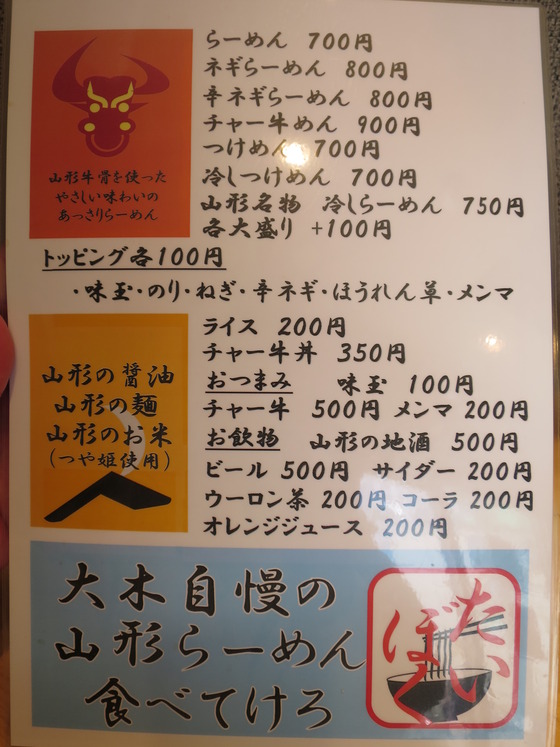 らーめん 700円
ネギらーめん 800円
辛ネギらーめん 800円
チャー牛めん 900円
つけめん 700円
冷しつけめん 700円
山形名物 冷しらーめん 750円
各大盛り +100円
山形牛骨を使った
やさしい味わいの
あっさりらーめん
トッピング各100円
・味玉・のり・ねぎ・辛ネギ・ほうれん草・メンマ
ライス 200円
チャー牛丼 350円
おつまみ 味玉 100円
チャー牛 500円 メンマ 200円
お飲物 山形の地酒 500円
ビール 500円 サイダー 200円
ウーロン茶 200円 コーラ 200円
オレンジジュース 200円
山形の醤油
山形の麺
山形のお米
(つや姫使用)
大木自慢の
山形らーめん
食べてけろ
たい
ぼく